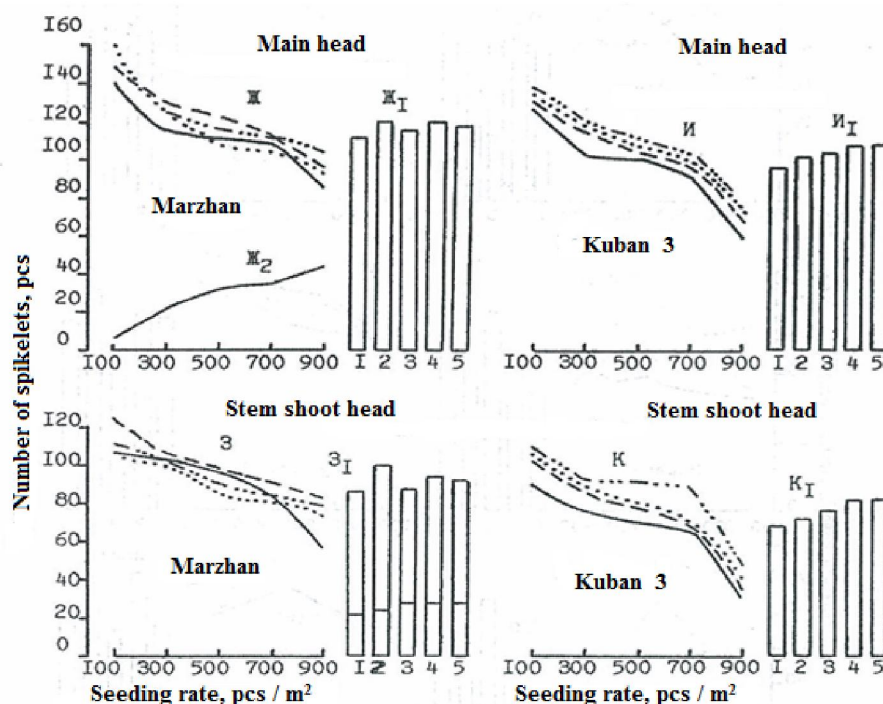 Number of spikelets, pcs
I60
I40
I20
I00
80
60
40
20
0
Main head
Ж
ЖI
Marzhan
Ж2
I00 300 500 700 900
I 2 3 4 5
Main head
И
ИI
Kuban 3
I00 300 500 700 900
I 2 3 4 5
I20
I00
80
60
40
20
0
Stem shoot head
З
ЗI
Marzhan
I00 300 500 700 900
I 2 3 4 5
Seeding rate, pcs / m²
Stem shoot head
К
КI
Kuban 3
I00 300 500 700 900
I 2 3 4 5
Seeding rate, pcs / m²